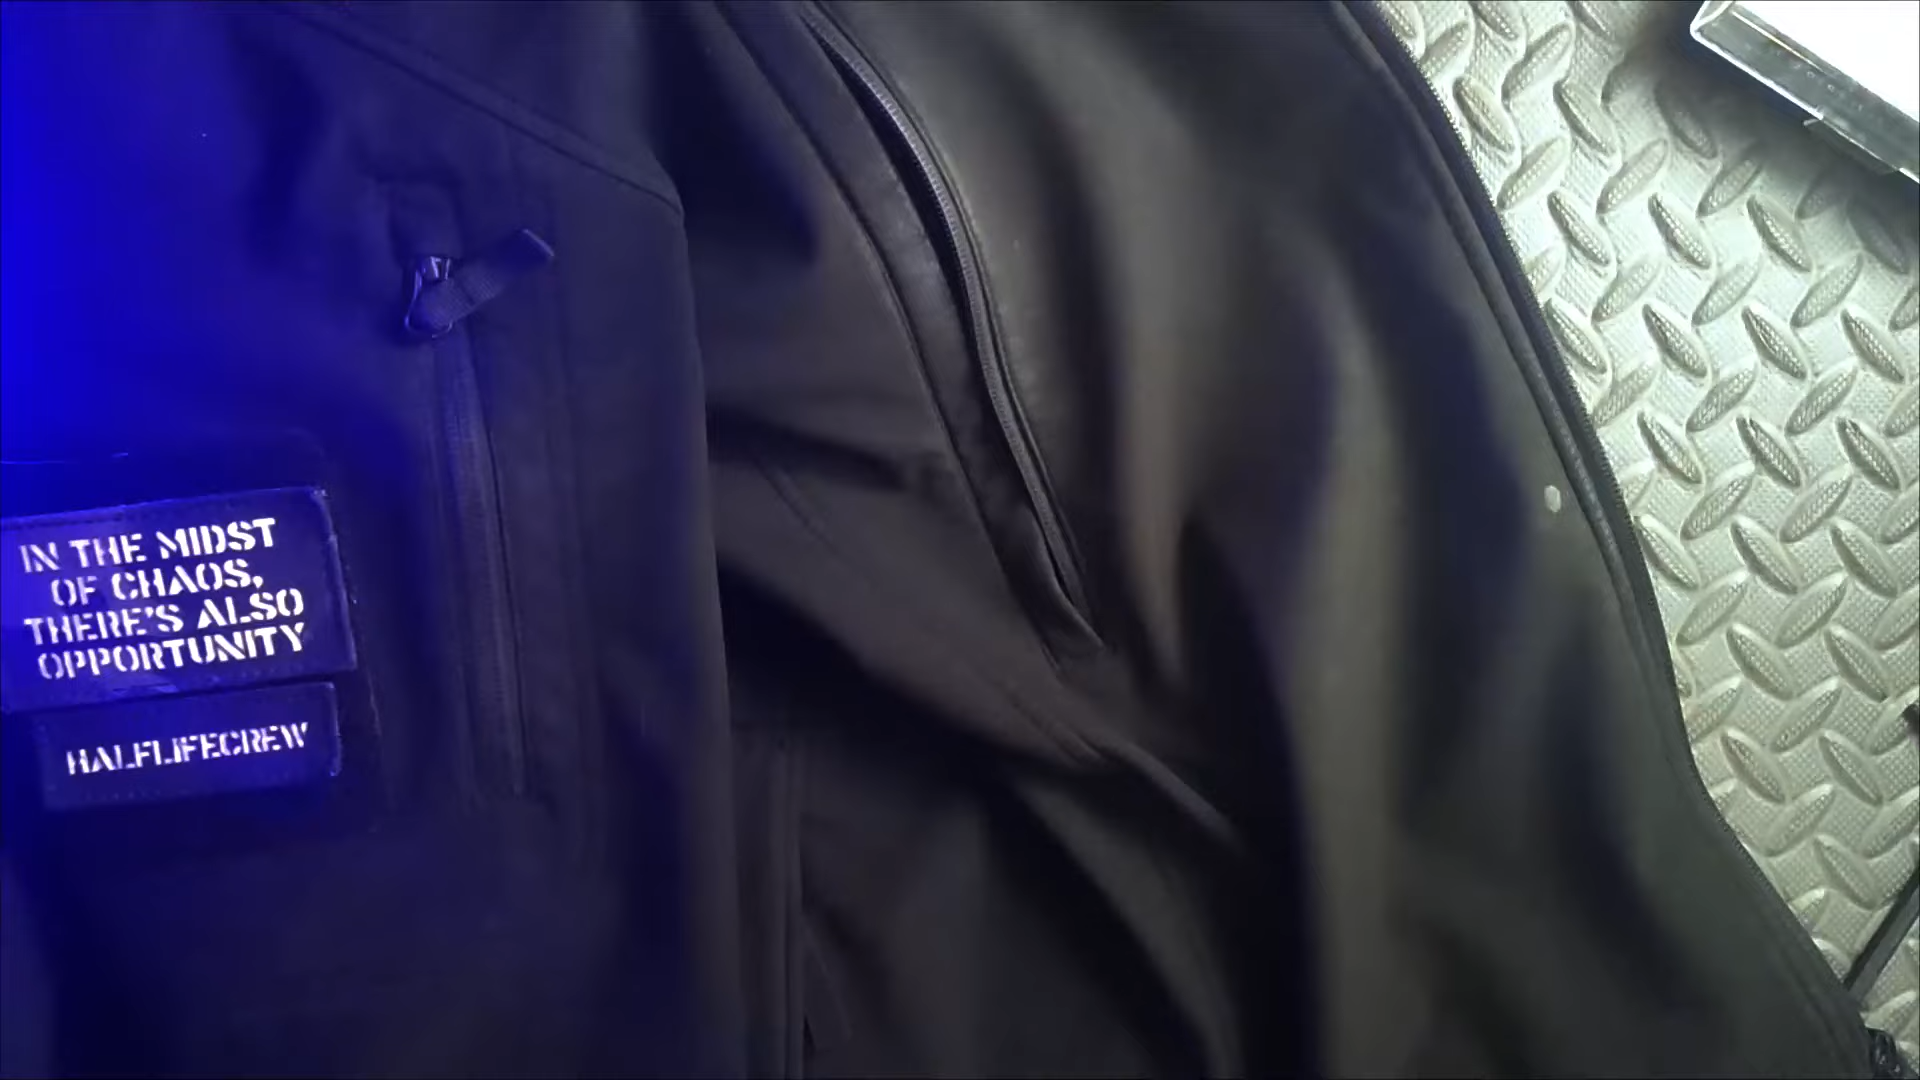 IN THE MIDST
OF CHAOS,
THERE'S ALSO
OPPORTUNITY
HALFLIFECREW